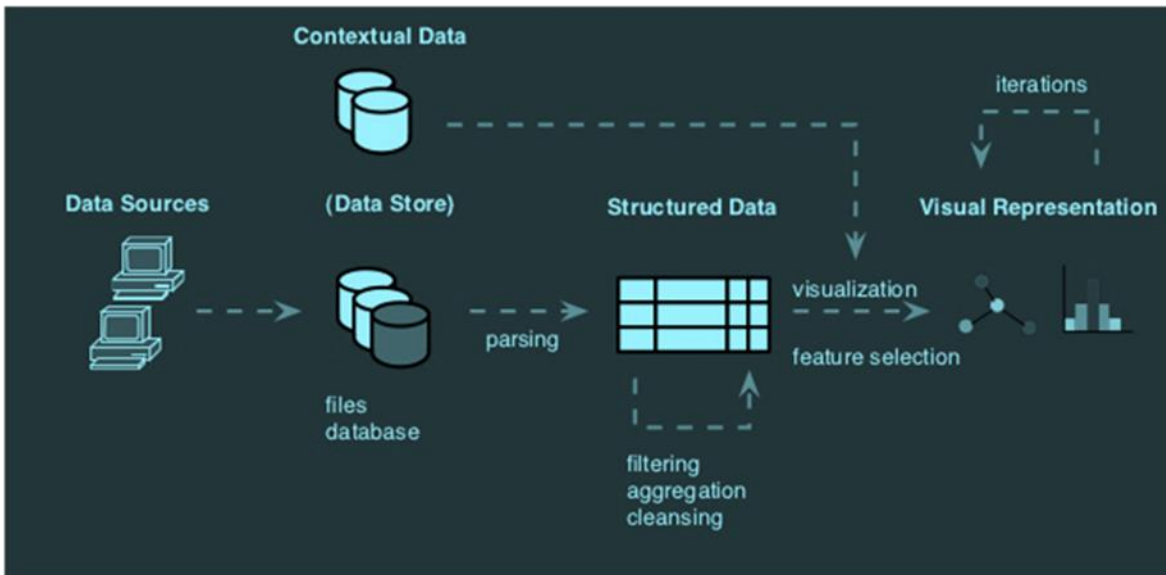 Contextual Data
iterations
Data Sources
(Data Store)
Structured Data
Visual Representation
visualization
parsing
feature selection
files
database
filtering
aggregation
cleansing